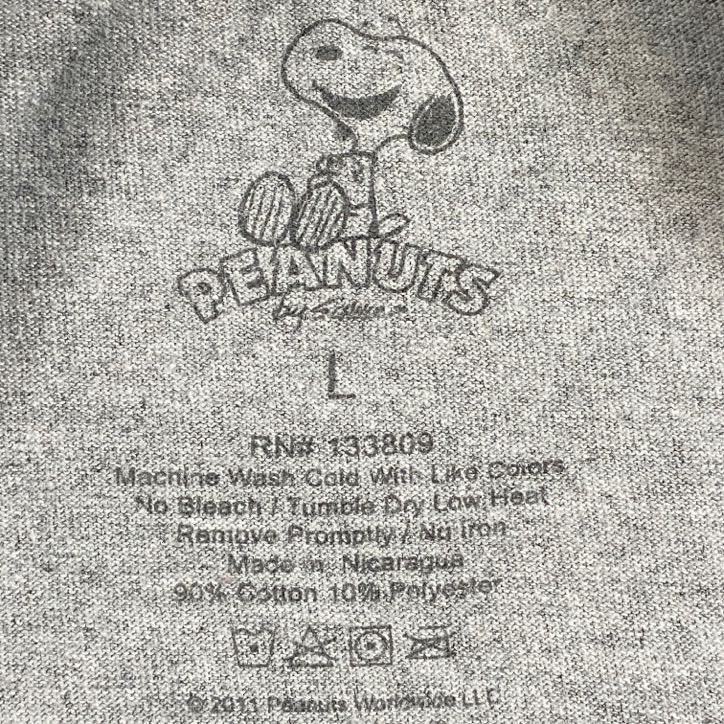 PEANUTS
by Schulz
L
RN# 133809
Machine Wash Cold With Like Colors
No Bleach / Tumble Dry Low Heat
Remove Promptly / No Iron
Made in Nicaragua
90% Cotton 10% Polyester
© 2011 Peanuts Worldwide LLC